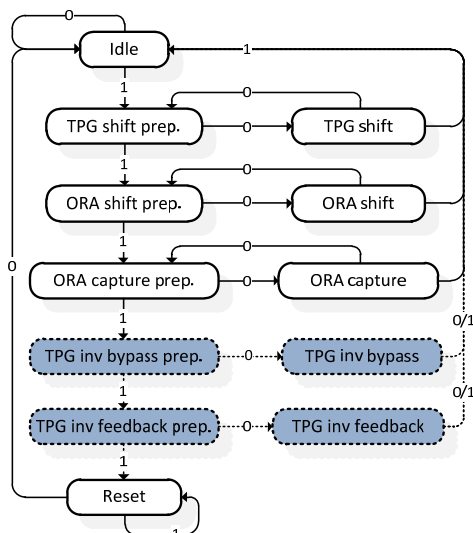 0
Idle
1
1
0
TPG shift prep.
0
TPG shift
1
0
ORA shift prep.
0
ORA shift
1
0
ORA capture prep.
0
ORA capture
0
1
0/1
TPG inv bypass prep.
0
TPG inv bypass
1
0/1
TPG inv feedback prep.
0
TPG inv feedback
1
Reset
1